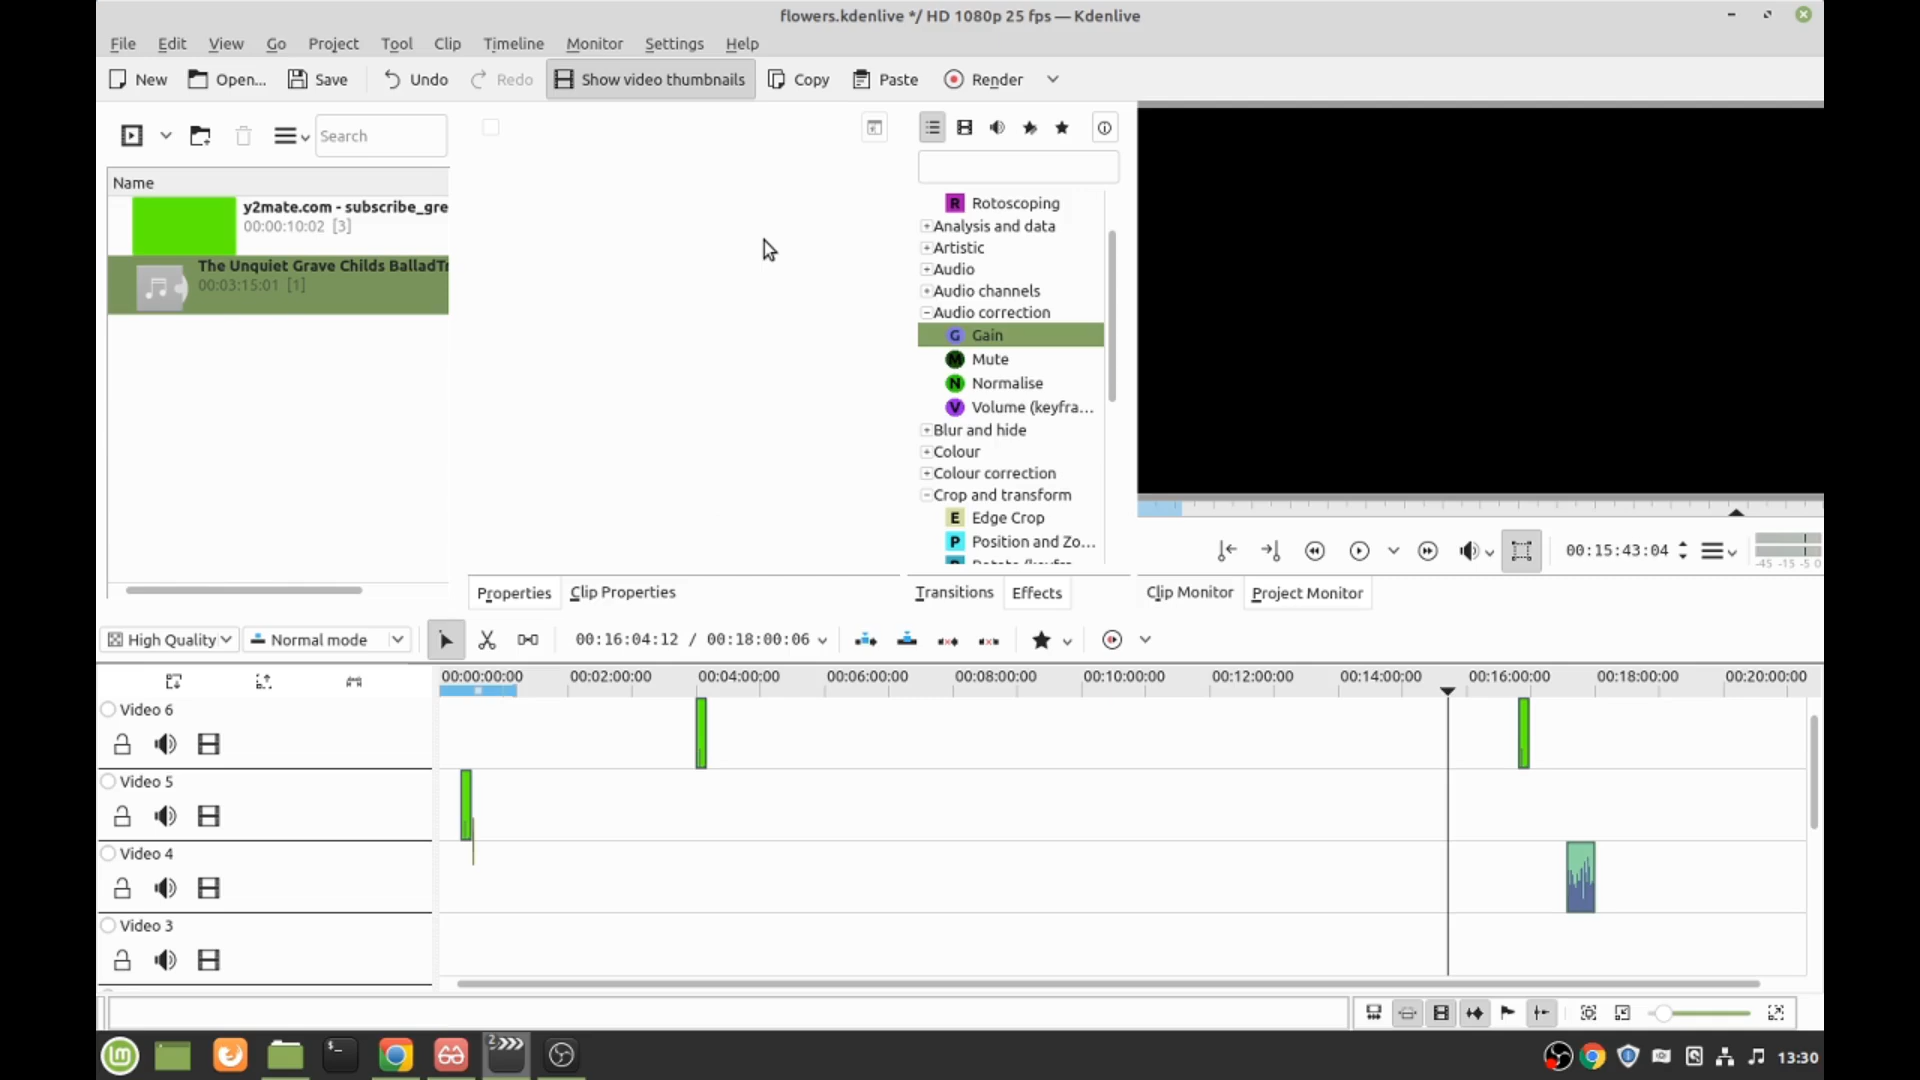 flowers.kdenlive */ HD 1080p 25 fps — Kdenlive
File Edit View Go Project Tool Clip Timeline Monitor Settings Help
New Open... Save Undo Redo Show video thumbnails Copy Paste Render
Search
Name
y2mate.com - subscribe_gre
00:00:10:02 [3]
The Unquiet Grave Childs BalladTr
00:03:15:01 [1]
R Rotoscoping
Analysis and data
Artistic
Audio
Audio channels
Audio correction
G Gain
M Mute
N Normalise
V Volume (keyfra...
Blur and hide
Colour
Colour correction
Crop and transform
E Edge Crop
P Position and Zo...
00:15:43:04
-45 -15 -5 0
Properties Clip Properties Transitions Effects Clip Monitor Project Monitor
High Quality Normal mode 00:16:04:12 / 00:18:00:06
00:00:00:00 00:02:00:00 00:04:00:00 00:06:00:00 00:08:00:00 00:10:00:00 00:12:00:00 00:14:00:00 00:16:00:00 00:18:00:00 00:20:00:00
Video 6
Video 5
Video 4
Video 3
13:30